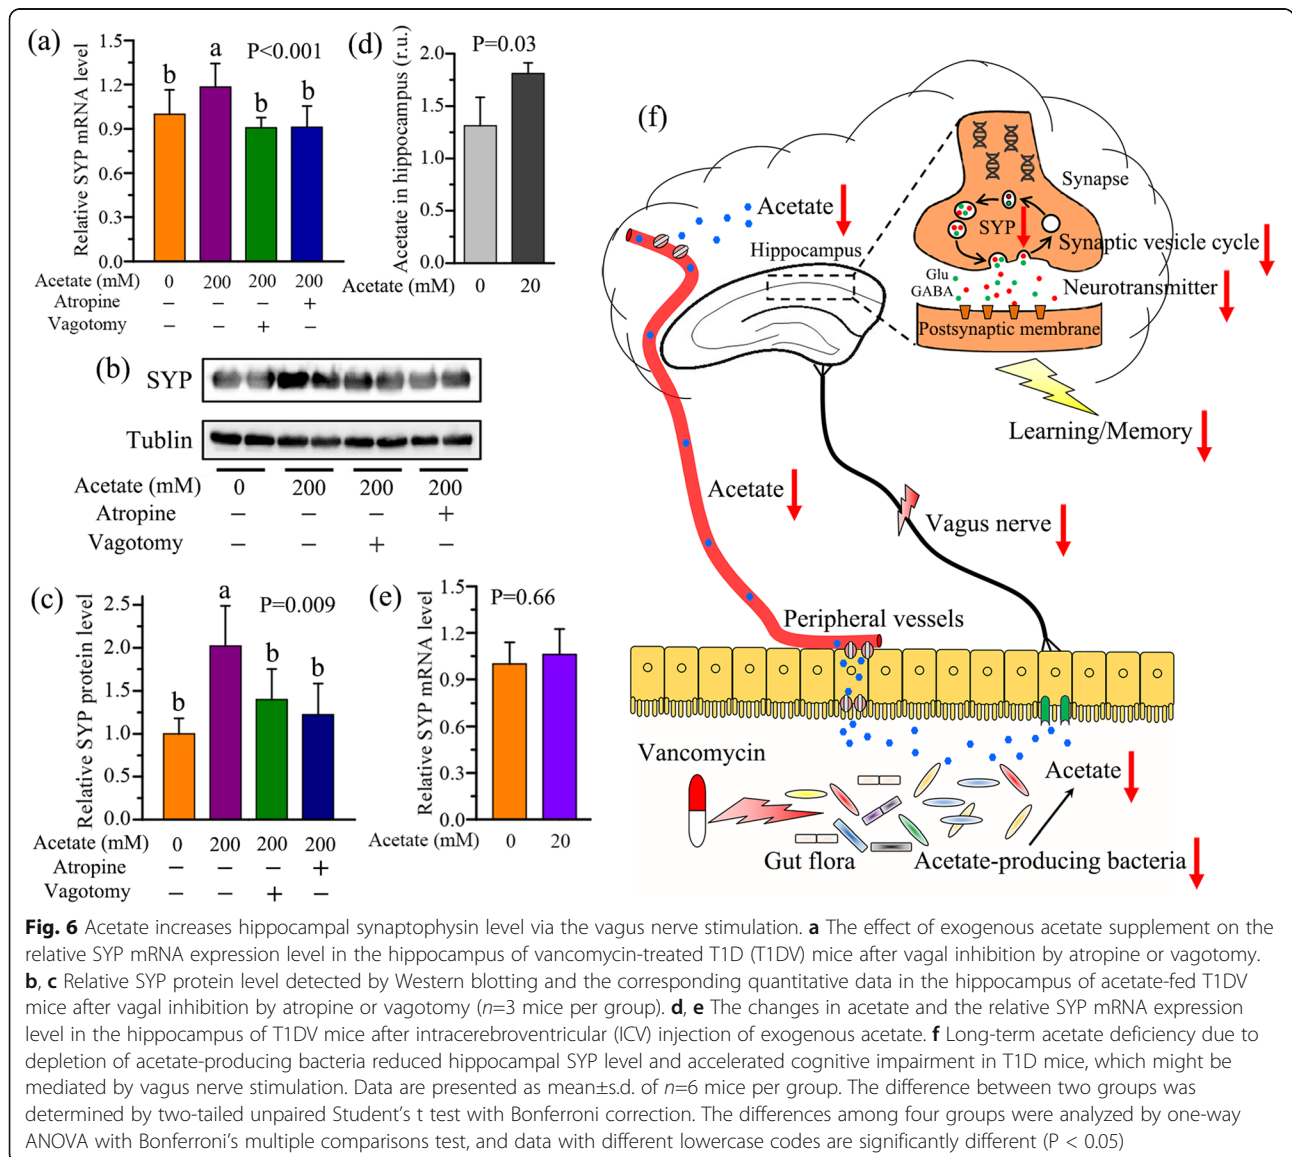 (a)
Relative SYP mRNA level
1.5
1.2
0.9
0.6
0.3
0.0
b
a
b
b
P<0.001
Acetate (mM) 0 200 200 200
Atropine − − − +
Vagotomy − − + −
(d)
Acetate in hippocampus (r.u.)
2.0
1.5
1.0
0.5
0.0
P=0.03
Acetate (mM) 0 20
(b)
SYP
Tublin
Acetate (mM) 0 200 200 200
Atropine − − − +
Vagotomy − − + −
(c)
Relative SYP protein level
2.5
2.0
1.5
1.0
0.5
0.0
b
a
b
b
P=0.009
Acetate (mM) 0 200 200 200
Atropine − − − +
Vagotomy − − + −
(e)
Relative SYP mRNA level
1.5
1.2
0.9
0.6
0.3
0.0
P=0.66
Acetate (mM) 0 20
(f)
Acetate
Hippocampus
Synapse
SYP
Synaptic vesicle cycle
Glu
GABA
Neurotransmitter
Postsynaptic membrane
Learning/Memory
Acetate
Vagus nerve
Peripheral vessels
Vancomycin
Acetate
Gut flora
Acetate-producing bacteria
Fig. 6 Acetate increases hippocampal synaptophysin level via the vagus nerve stimulation. a The effect of exogenous acetate supplement on the
relative SYP mRNA expression level in the hippocampus of vancomycin-treated T1D (T1DV) mice after vagal inhibition by atropine or vagotomy.
b, c Relative SYP protein level detected by Western blotting and the corresponding quantitative data in the hippocampus of acetate-fed T1DV
mice after vagal inhibition by atropine or vagotomy (n=3 mice per group). d, e The changes in acetate and the relative SYP mRNA expression
level in the hippocampus of T1DV mice after intracerebroventricular (ICV) injection of exogenous acetate. f Long-term acetate deficiency due to
depletion of acetate-producing bacteria reduced hippocampal SYP level and accelerated cognitive impairment in T1D mice, which might be
mediated by vagus nerve stimulation. Data are presented as mean±s.d. of n=6 mice per group. The difference between two groups was
determined by two-tailed unpaired Student's t test with Bonferroni correction. The differences among four groups were analyzed by one-way
ANOVA with Bonferroni's multiple comparisons test, and data with different lowercase codes are significantly different (P < 0.05)